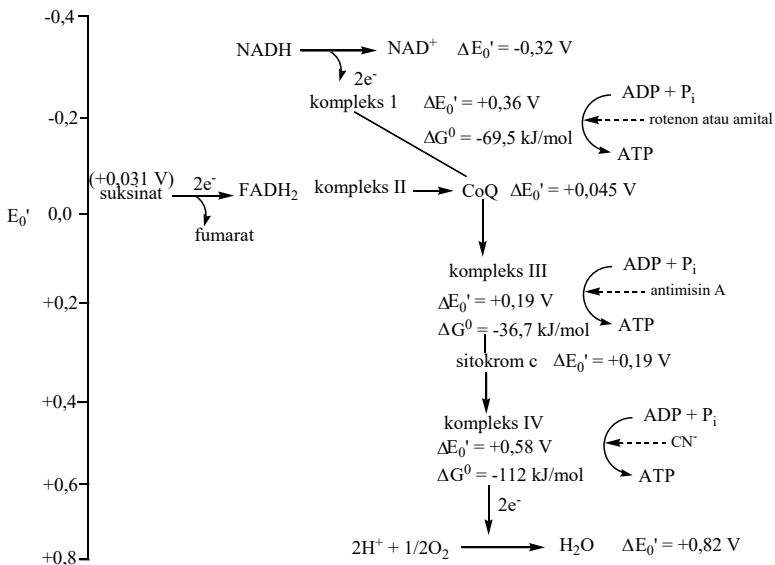 -0,4
NADH NAD⁺ ΔE₀' = -0,32 V
2e⁻
kompleks 1 ΔE₀' = +0,36 V
ADP + Pᵢ
-0,2
rotenon atau amital
ΔG⁰ = -69,5 kJ/mol
ATP
(+0,031 V)
suksinat 2e⁻ FADH₂ kompleks II CoQ ΔE₀' = +0,045 V
E₀' 0,0
fumarat
kompleks III
ADP + Pᵢ
+0,2
ΔE₀' = +0,19 V
antimisin A
ΔG⁰ = -36,7 kJ/mol
ATP
sitokrom c ΔE₀' = +0,19 V
+0,4
kompleks IV
ADP + Pᵢ
ΔE₀' = +0,58 V
CN⁻
ΔG⁰ = -112 kJ/mol
ATP
+0,6
2e⁻
2H⁺ + 1/2O₂ H₂O ΔE₀' = +0,82 V
+0.8